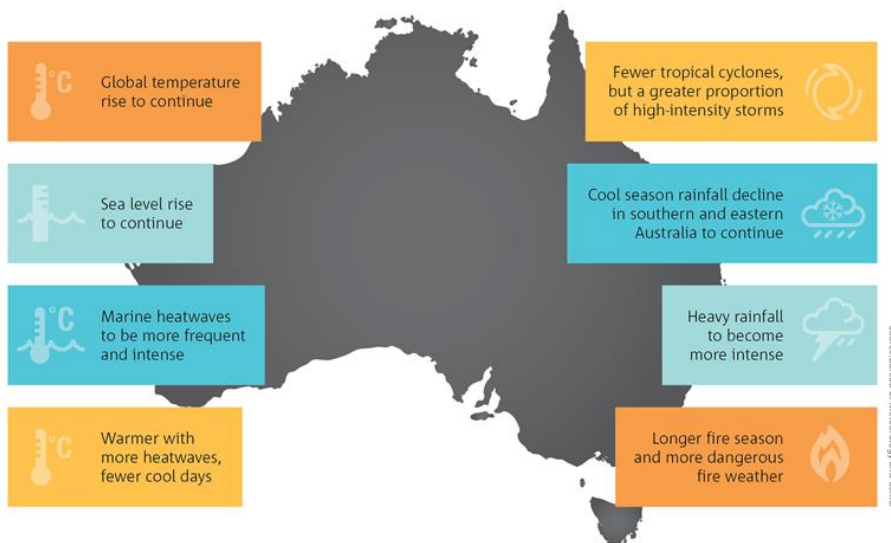 °C
Global temperature
rise to continue
Sea level rise
to continue
°C
Marine heatwaves
to be more frequent
and intense
°C
Warmer with
more heatwaves,
fewer cool days
Fewer tropical cyclones,
but a greater proportion
of high-intensity storms
Cool season rainfall decline
in southern and eastern
Australia to continue
Heavy rainfall
to become
more intense
Longer fire season
and more dangerous
fire weather